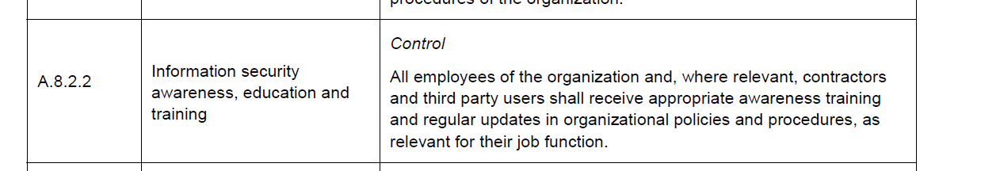 procedures of the organization.
Control
A.8.2.2
Information security
awareness, education and
training
All employees of the organization and, where relevant, contractors
and third party users shall receive appropriate awareness training
and regular updates in organizational policies and procedures, as
relevant for their job function.